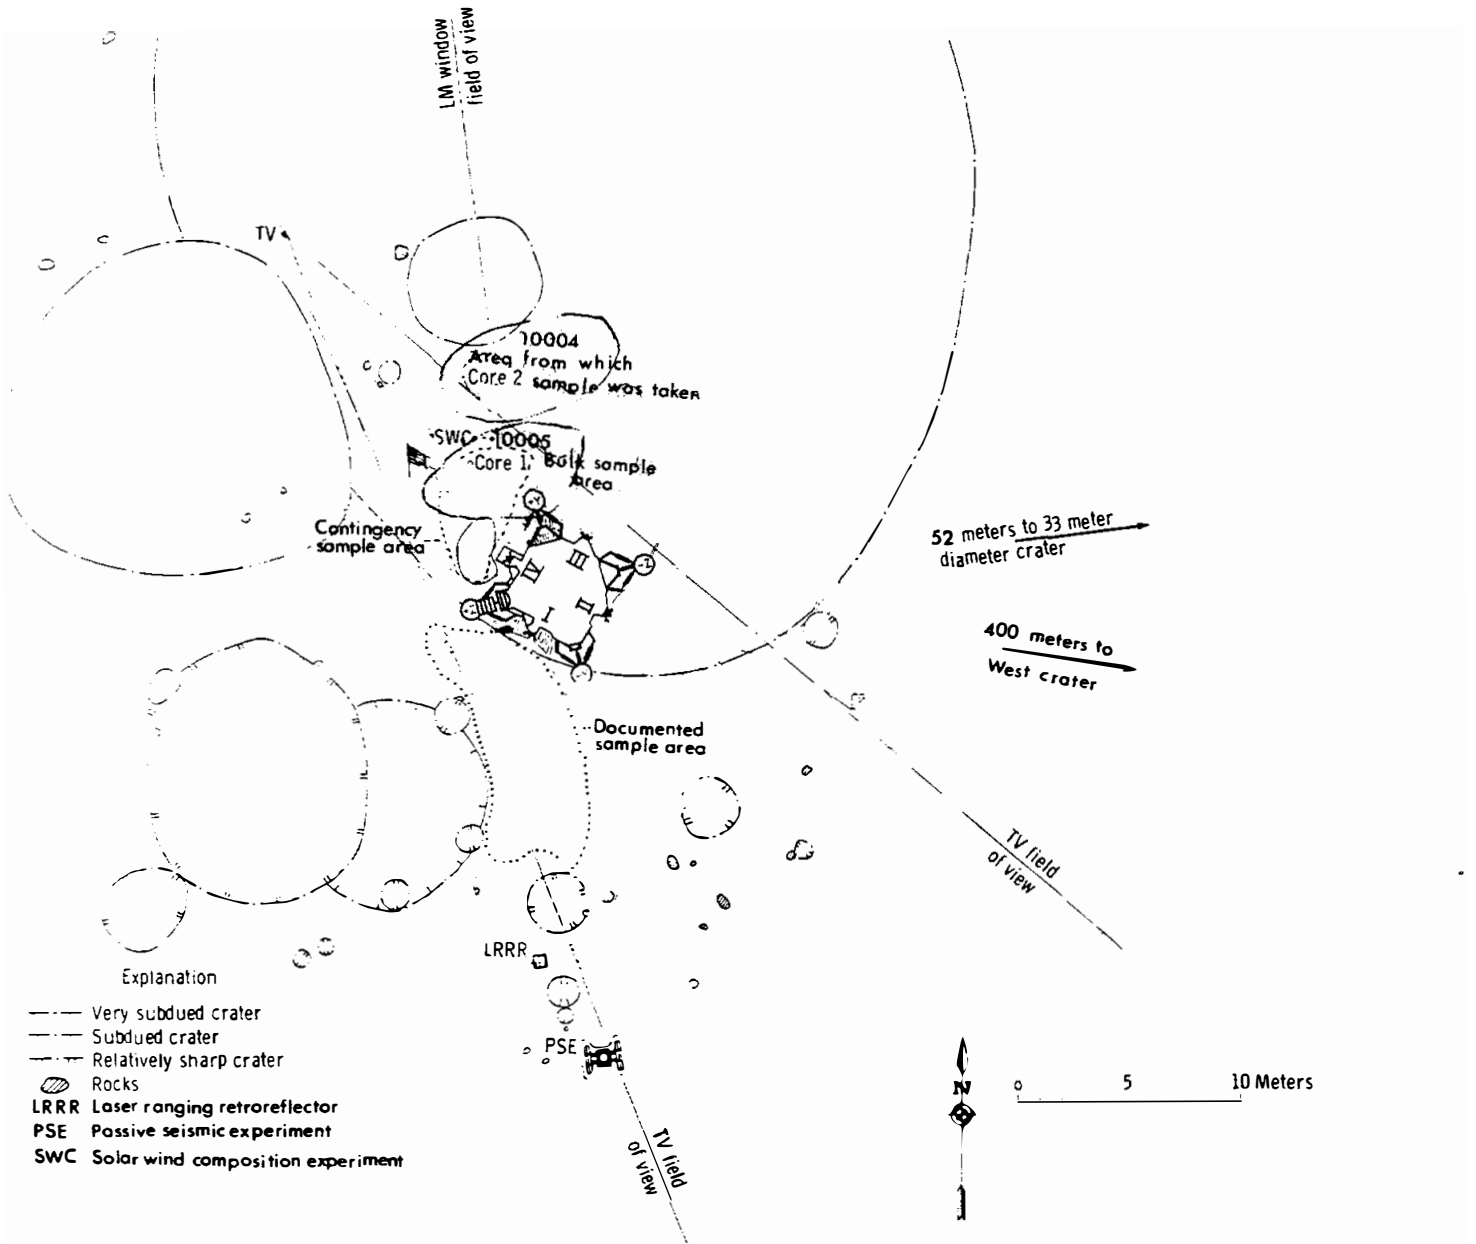 LM window
field of view
TV
10004
Area from which
Core 2 sample was taken
SWC 10005
Core 1 Bulk sample
area
Contingency
sample area
52 meters to 33 meter
diameter crater
400 meters to
West crater
III
IV
II
I
Documented
sample area
TV field
of view
LRRR
PSE
TV field
of view
Explanation
Very subdued crater
Subdued crater
Relatively sharp crater
Rocks
LRRR Laser ranging retroreflector
PSE Passive seismic experiment
SWC Solar wind composition experiment
N
0 5 10 Meters